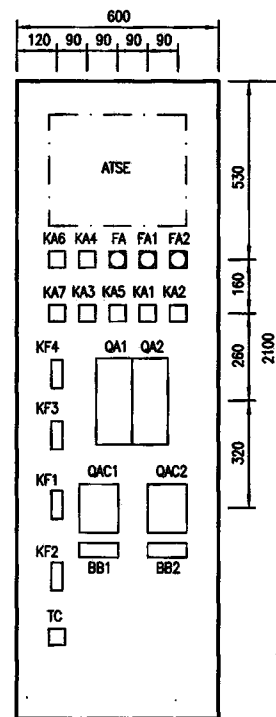 600
120 90 90 90 90
ATSE
530
KA6 KA4 FA FA1 FA2
160
KA7 KA3 KA5 KA1 KA2
260
2100
KF4 QA1 QA2
KF3
320
KF1 QAC1 QAC2
KF2
BB1 BB2
TC